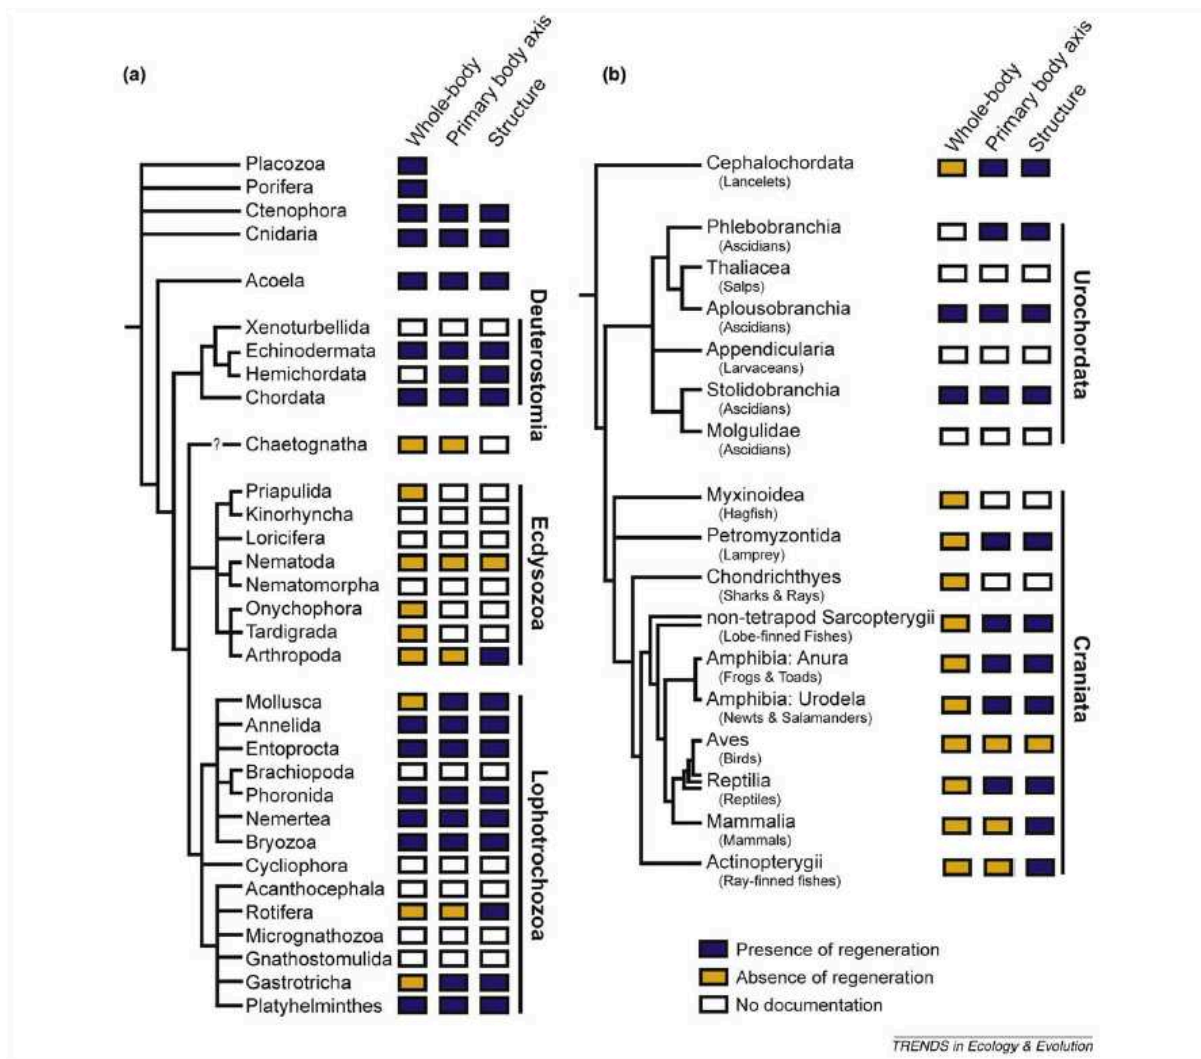 (a)
Whole-body
Primary body axis
Structure
Placozoa
Porifera
Ctenophora
Cnidaria
Acoela
Xenoturbellida
Echinodermata
Hemichordata
Chordata
Deuterostomia
?
Chaetognatha
Priapulida
Kinorhyncha
Loricifera
Nematoda
Nematomorpha
Onychophora
Tardigrada
Arthropoda
Ecdysozoa
Mollusca
Annelida
Entoprocta
Brachiopoda
Phoronida
Nemertea
Bryozoa
Cycliophora
Acanthocephala
Rotifera
Micrognathozoa
Gnathostomulida
Gastrotricha
Platyhelminthes
Lophotrochozoa
(b)
Whole-body
Primary body axis
Structure
Cephalochordata
(Lancelets)
Phlebobranchia
(Ascidians)
Thaliacea
(Salps)
Aplousobranchia
(Ascidians)
Appendicularia
(Larvaceans)
Stolidobranchia
(Ascidians)
Molgulidae
(Ascidians)
Urochordata
Myxinoidea
(Hagfish)
Petromyzontida
(Lamprey)
Chondrichthyes
(Sharks & Rays)
non-tetrapod Sarcopterygii
(Lobe-finned Fishes)
Amphibia: Anura
(Frogs & Toads)
Amphibia: Urodela
(Newts & Salamanders)
Aves
(Birds)
Reptilia
(Reptiles)
Mammalia
(Mammals)
Actinopterygii
(Ray-finned fishes)
Craniata
Presence of regeneration
Absence of regeneration
No documentation
TRENDS in Ecology & Evolution